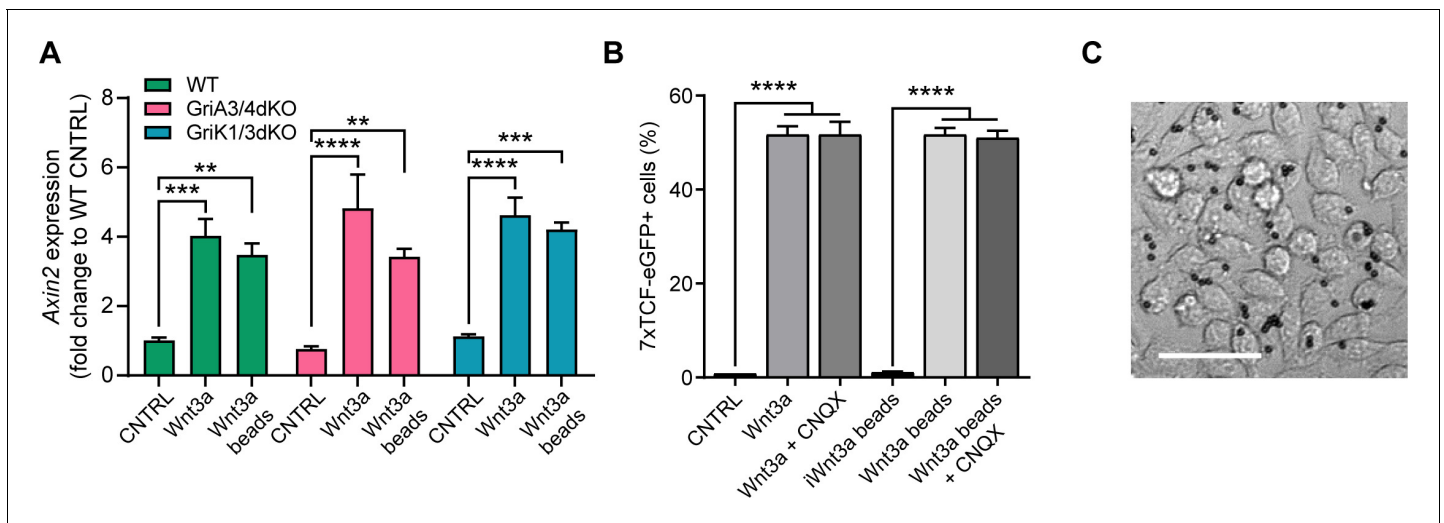 A
WT
GriA3/4dKO
GriK1/3dKO
Axin2 expression
(fold change to WT CNTRL)
8
6
4
2
0
***
**
****
**
****
***
CNTRL
Wnt3a
Wnt3a
beads
CNTRL
Wnt3a
Wnt3a
beads
CNTRL
Wnt3a
Wnt3a
beads
B
7xTCF-eGFP+ cells (%)
60
40
20
0
****
****
CNTRL
Wnt3a
Wnt3a + CNQX
iWnt3a beads
Wnt3a beads
Wnt3a beads
+ CNQX
C